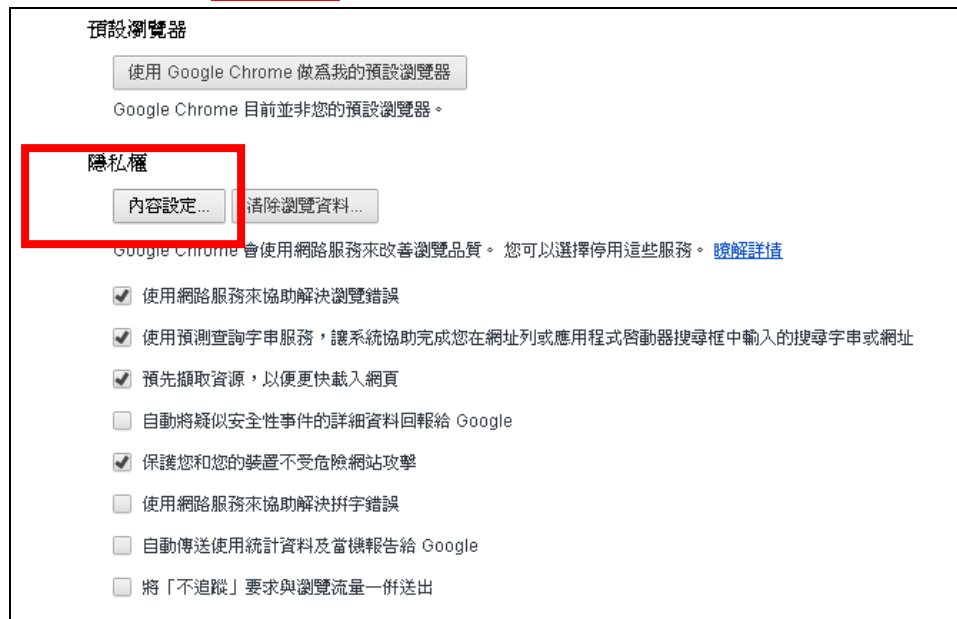 預設瀏覽器
使用 Google Chrome 做為我的預設瀏覽器
Google Chrome 目前並非您的預設瀏覽器。
隱私權
內容設定... 清除瀏覽資料...
Google Chrome 會使用網路服務來改善瀏覽品質。 您可以選擇停用這些服務。 瞭解詳情
使用網路服務來協助解決瀏覽錯誤
使用預測查詢字串服務，讓系統協助完成您在網址列或應用程式啟動器搜尋框中輸入的搜尋字串或網址
預先擷取資源，以便更快載入網頁
自動將疑似安全性事件的詳細資料回報給 Google
保護您和您的裝置不受危險網站攻擊
使用網路服務來協助解決拼字錯誤
自動傳送使用統計資料及當機報告給 Google
將「不追蹤」要求與瀏覽流量一併送出